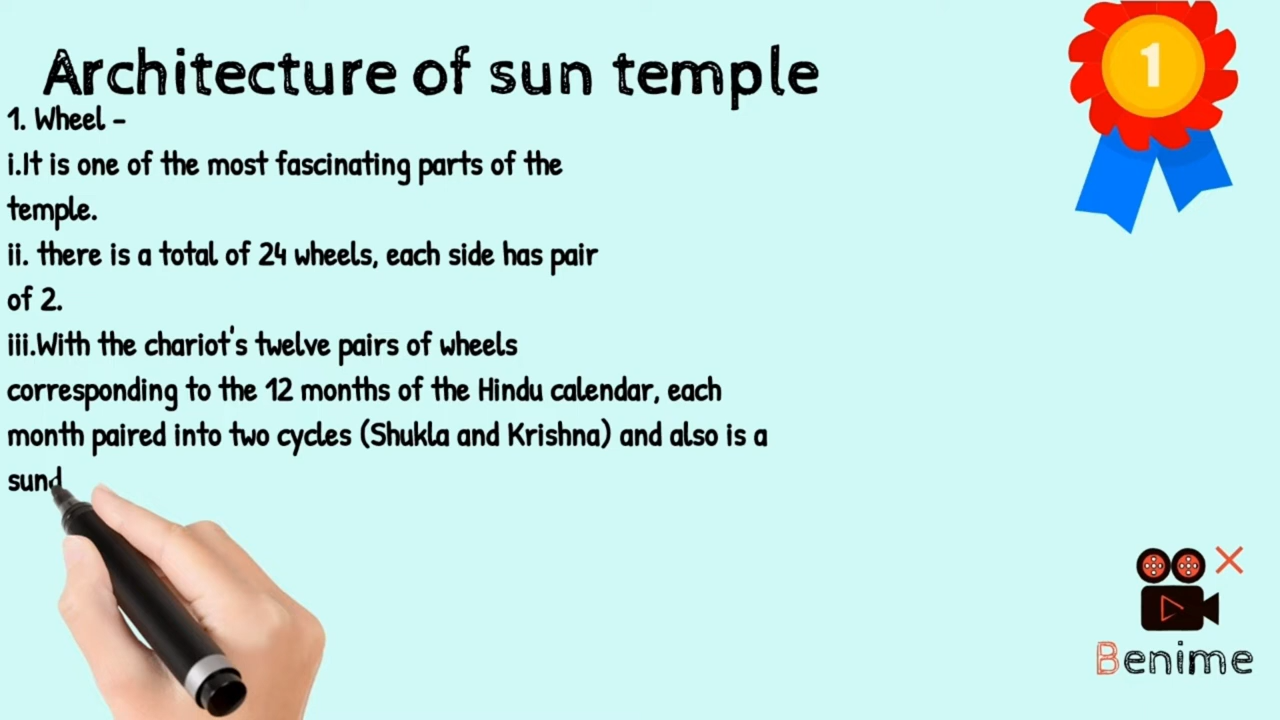 Architecture of sun temple
1
1. Wheel -
i.It is one of the most fascinating parts of the
temple.
ii. there is a total of 24 wheels, each side has pair
of 2.
iii.With the chariot's twelve pairs of wheels
corresponding to the 12 months of the Hindu calendar, each
month paired into two cycles (Shukla and Krishna) and also is a
sund
Benime